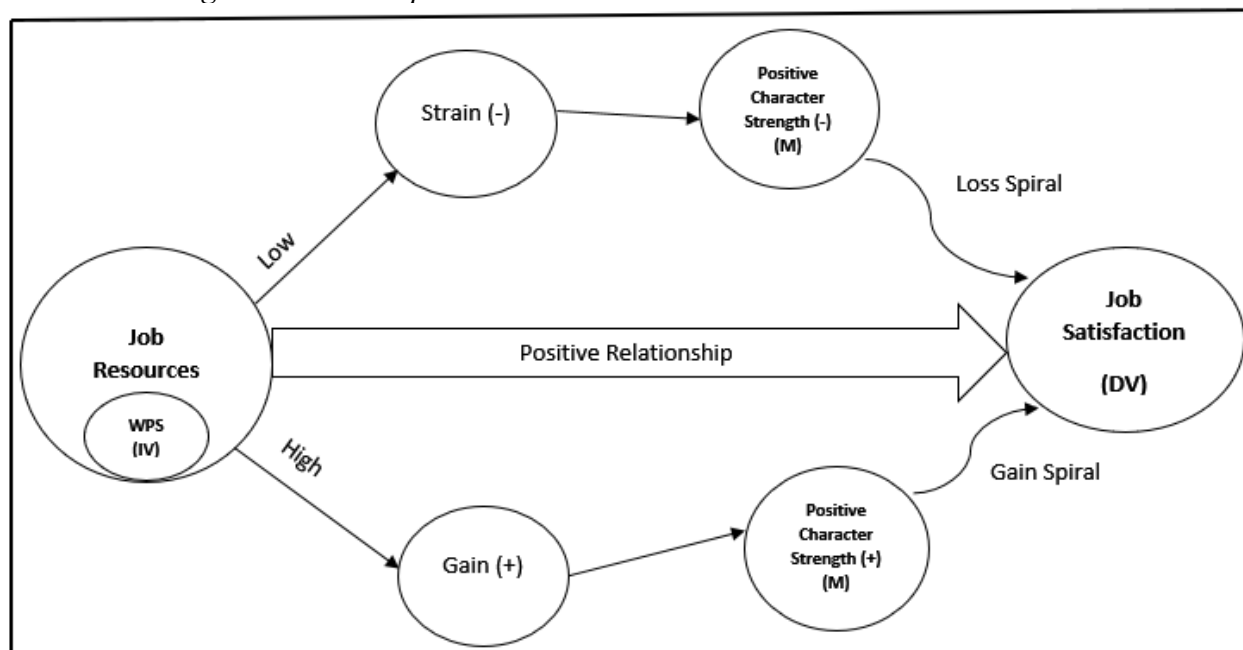 Strain (-)
Positive
Character
Strength (-)
(M)
Loss Spiral
Low
Job
Resources
WPS
(IV)
Positive Relationship
Job
Satisfaction
(DV)
High
Gain (+)
Positive
Character
Strength (+)
(M)
Gain Spiral